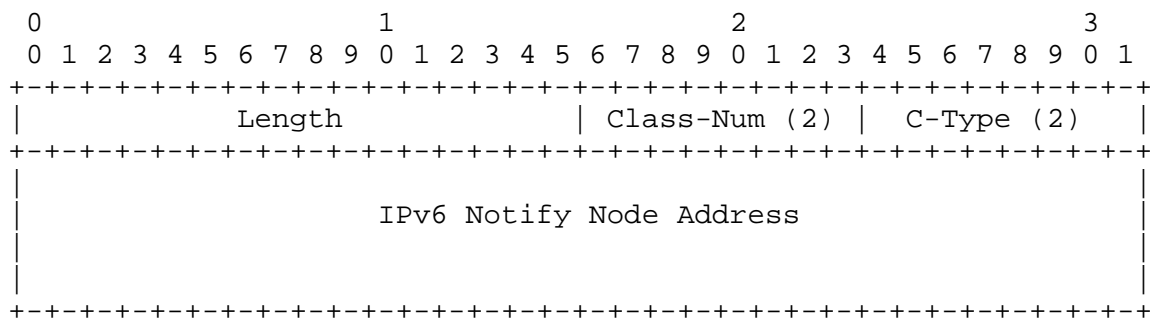 0                   1                   2                   3
 0 1 2 3 4 5 6 7 8 9 0 1 2 3 4 5 6 7 8 9 0 1 2 3 4 5 6 7 8 9 0 1
+-+-+-+-+-+-+-+-+-+-+-+-+-+-+-+-+-+-+-+-+-+-+-+-+-+-+-+-+-+-+-+-+
|            Length             | Class-Num (2) |  C-Type (2)   |
+-+-+-+-+-+-+-+-+-+-+-+-+-+-+-+-+-+-+-+-+-+-+-+-+-+-+-+-+-+-+-+-+
|                                                               |
|                    IPv6 Notify Node Address                   |
|                                                               |
|                                                               |
+-+-+-+-+-+-+-+-+-+-+-+-+-+-+-+-+-+-+-+-+-+-+-+-+-+-+-+-+-+-+-+-+